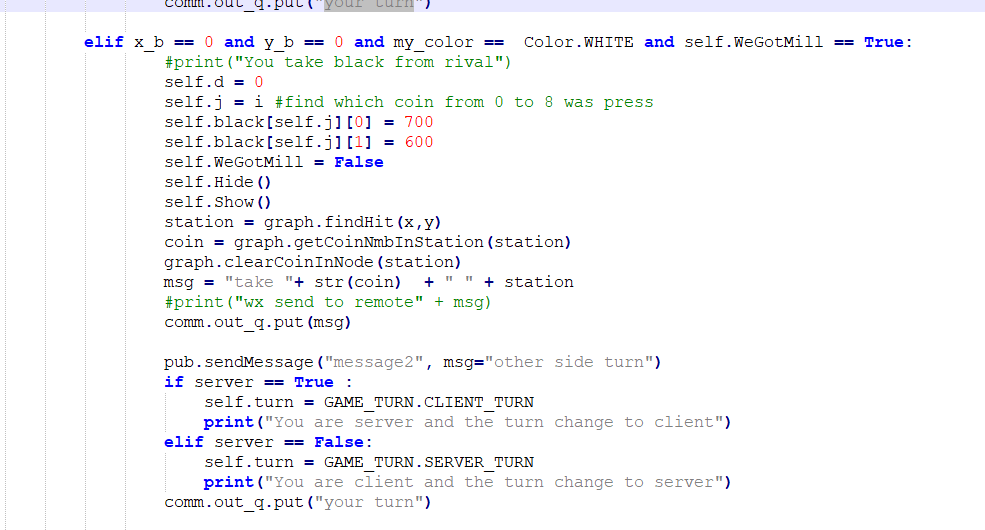 comm.out_q.put("your turn")
elif x_b == 0 and y_b == 0 and my_color ==  Color.WHITE and self.WeGotMill == True:
#print("You take black from rival")
self.d = 0
self.j = i #find which coin from 0 to 8 was press
self.black[self.j][0] = 700
self.black[self.j][1] = 600
self.WeGotMill = False
self.Hide()
self.Show()
station = graph.findHit(x,y)
coin = graph.getCoinNmbInStation(station)
graph.clearCoinInNode(station)
msg = "take "+ str(coin)  + " " + station
#print("wx send to remote" + msg)
comm.out_q.put(msg)
pub.sendMessage("message2", msg="other side turn")
if server == True :
self.turn = GAME_TURN.CLIENT_TURN
print("You are server and the turn change to client")
elif server == False:
self.turn = GAME_TURN.SERVER_TURN
print("You are client and the turn change to server")
comm.out_q.put("your turn")